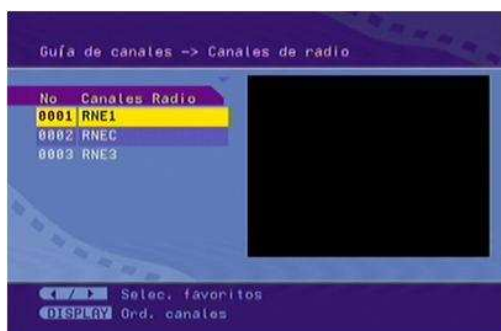 Guía de canales -> Canales de radio
No Canales Radio
0001 RNE1
0002 RNEC
0003 RNE3
◀ / ▶ Selec. favoritos
DISPLAY Ord. canales